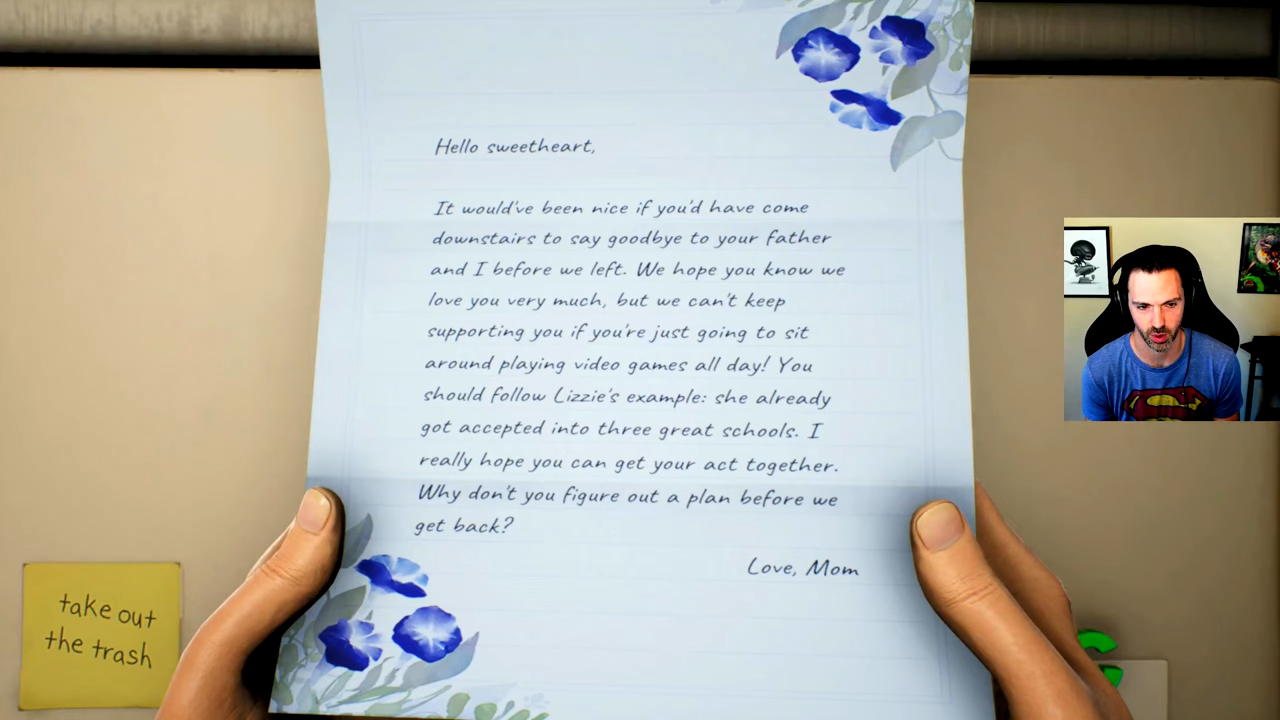 Hello sweetheart,
It would've been nice if you'd have come
downstairs to say goodbye to your father
and I before we left. We hope you know we
love you very much, but we can't keep
supporting you if you're just going to sit
around playing video games all day! You
should follow Lizzie's example: she already
got accepted into three great schools. I
really hope you can get your act together.
Why don't you figure out a plan before we
get back?
Love, Mom
take out
the trash